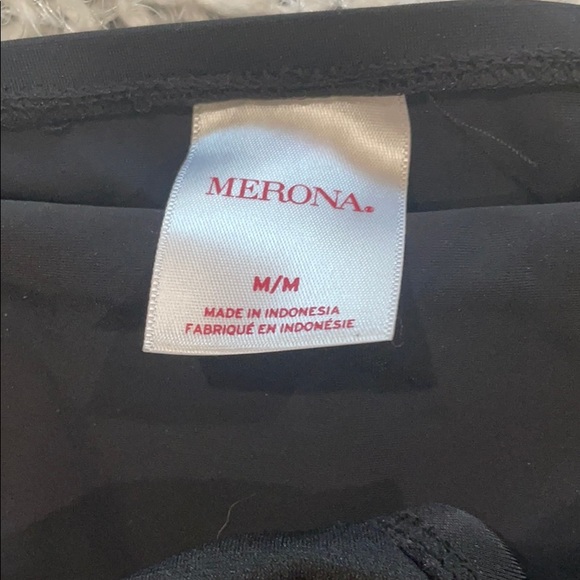 MERONA®
M/M
MADE IN INDONESIA
FABRIQUÉ EN INDONÉSIE